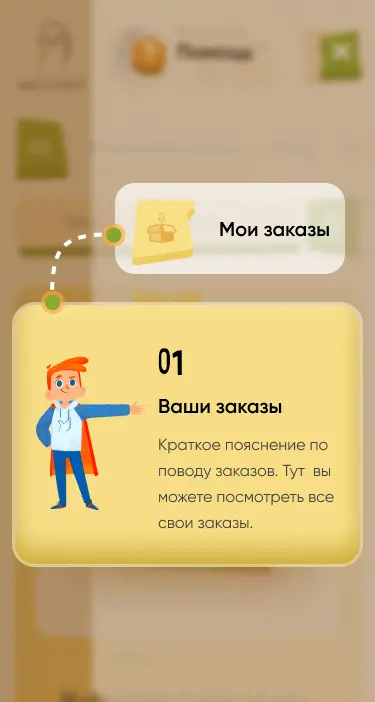 Помощь
Мои заказы
01
Ваши заказы
Краткое пояснение по
поводу заказов. Тут вы
можете посмотреть все
свои заказы.